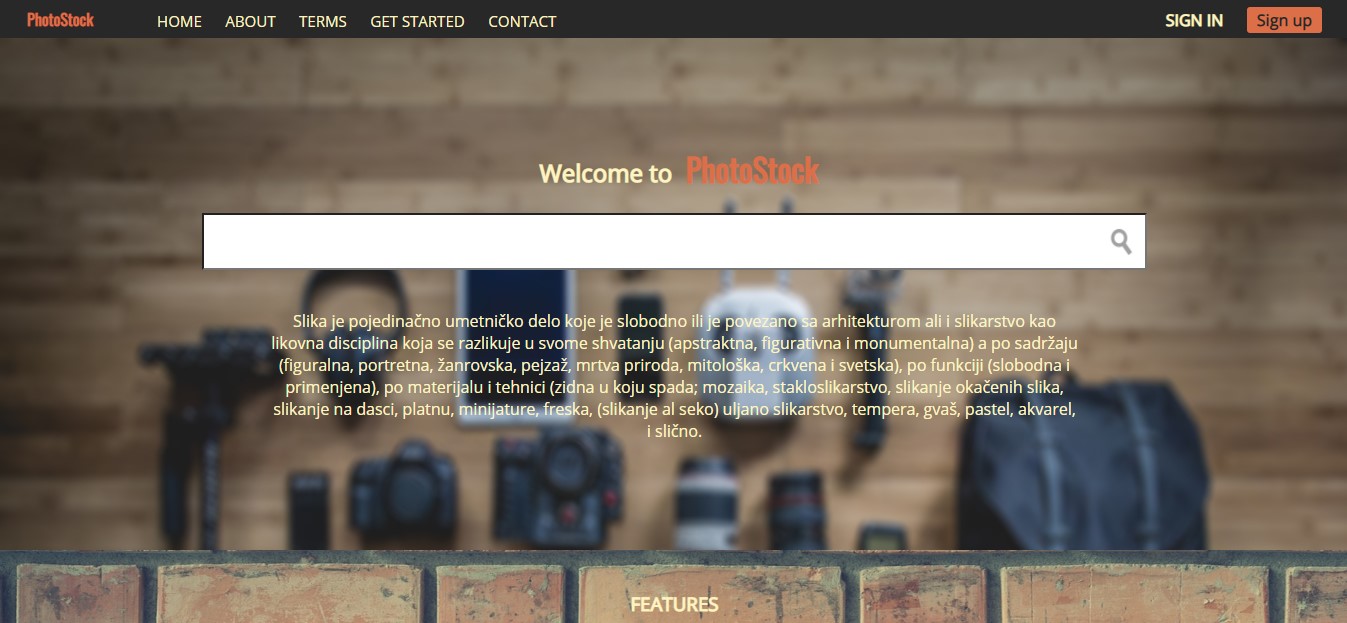 PhotoStock HOME ABOUT TERMS GET STARTED CONTACT SIGN IN Sign up
Welcome to PhotoStock
Slika je pojedinačno umetničko delo koje je slobodno ili je povezano sa arhitekturom ali i slikarstvo kao
likovna disciplina koja se razlikuje u svome shvatanju (apstraktna, figurativna i monumentalna) a po sadržaju
(figuralna, portretna, žanrovska, pejzaž, mrtva priroda, mitološka, crkvena i svetska), po funkciji (slobodna i
primenjena), po materijalu i tehnici (zidna u koju spada; mozaika, stakloslikarstvo, slikanje okačenih slika,
slikanje na dasci, platnu, minijature, freska, (slikanje al seko) uljano slikarstvo, tempera, gvaš, pastel, akvarel,
i slično.
FEATURES